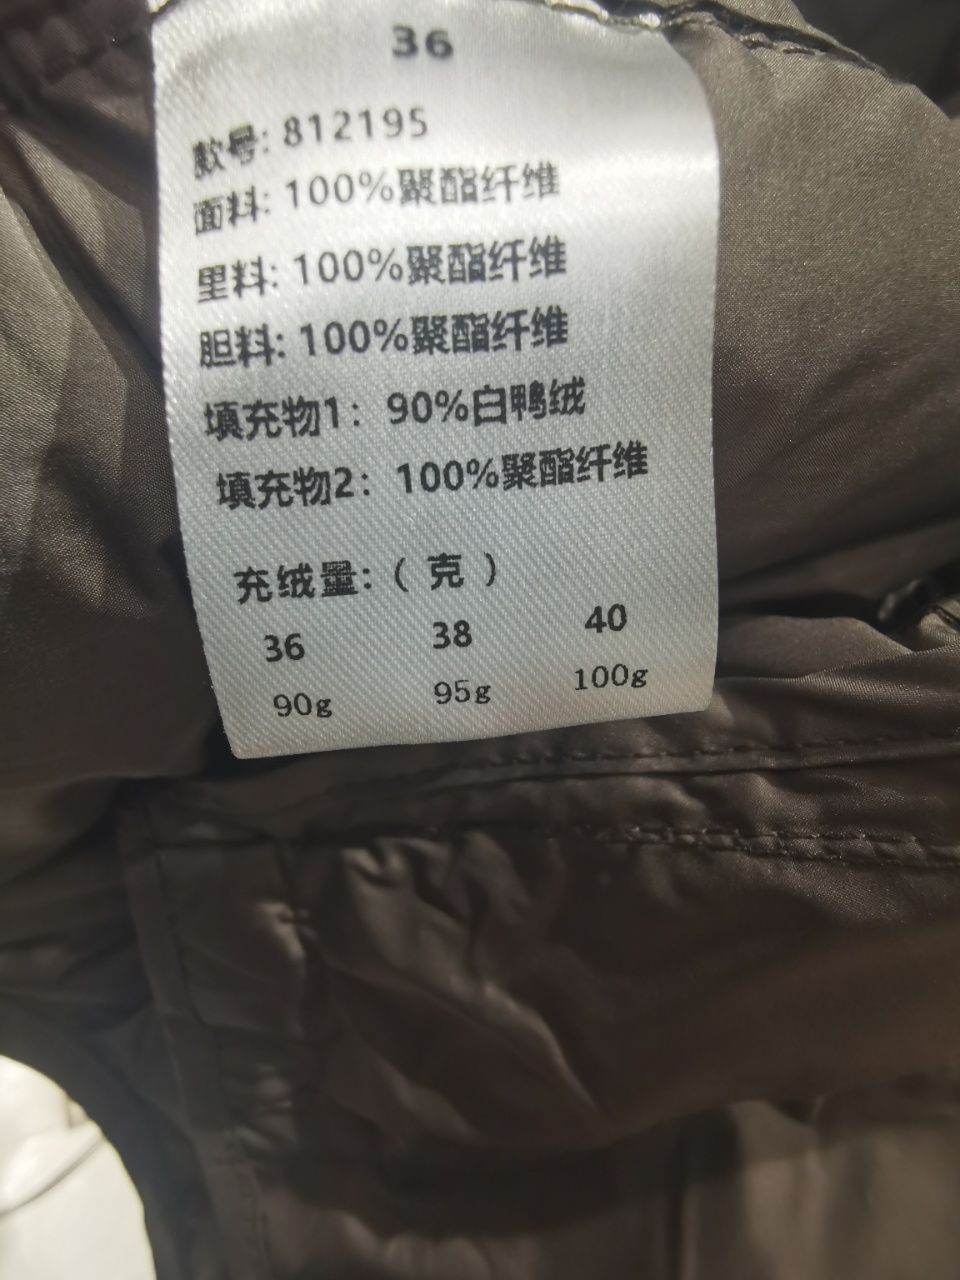 36
款号: 812195
面料: 100%聚酯纤维
里料: 100%聚酯纤维
胆料: 100%聚酯纤维
填充物1: 90%白鸭绒
填充物2: 100%聚酯纤维
充绒量:( 克 )
36 38 40
90g 95g 100g